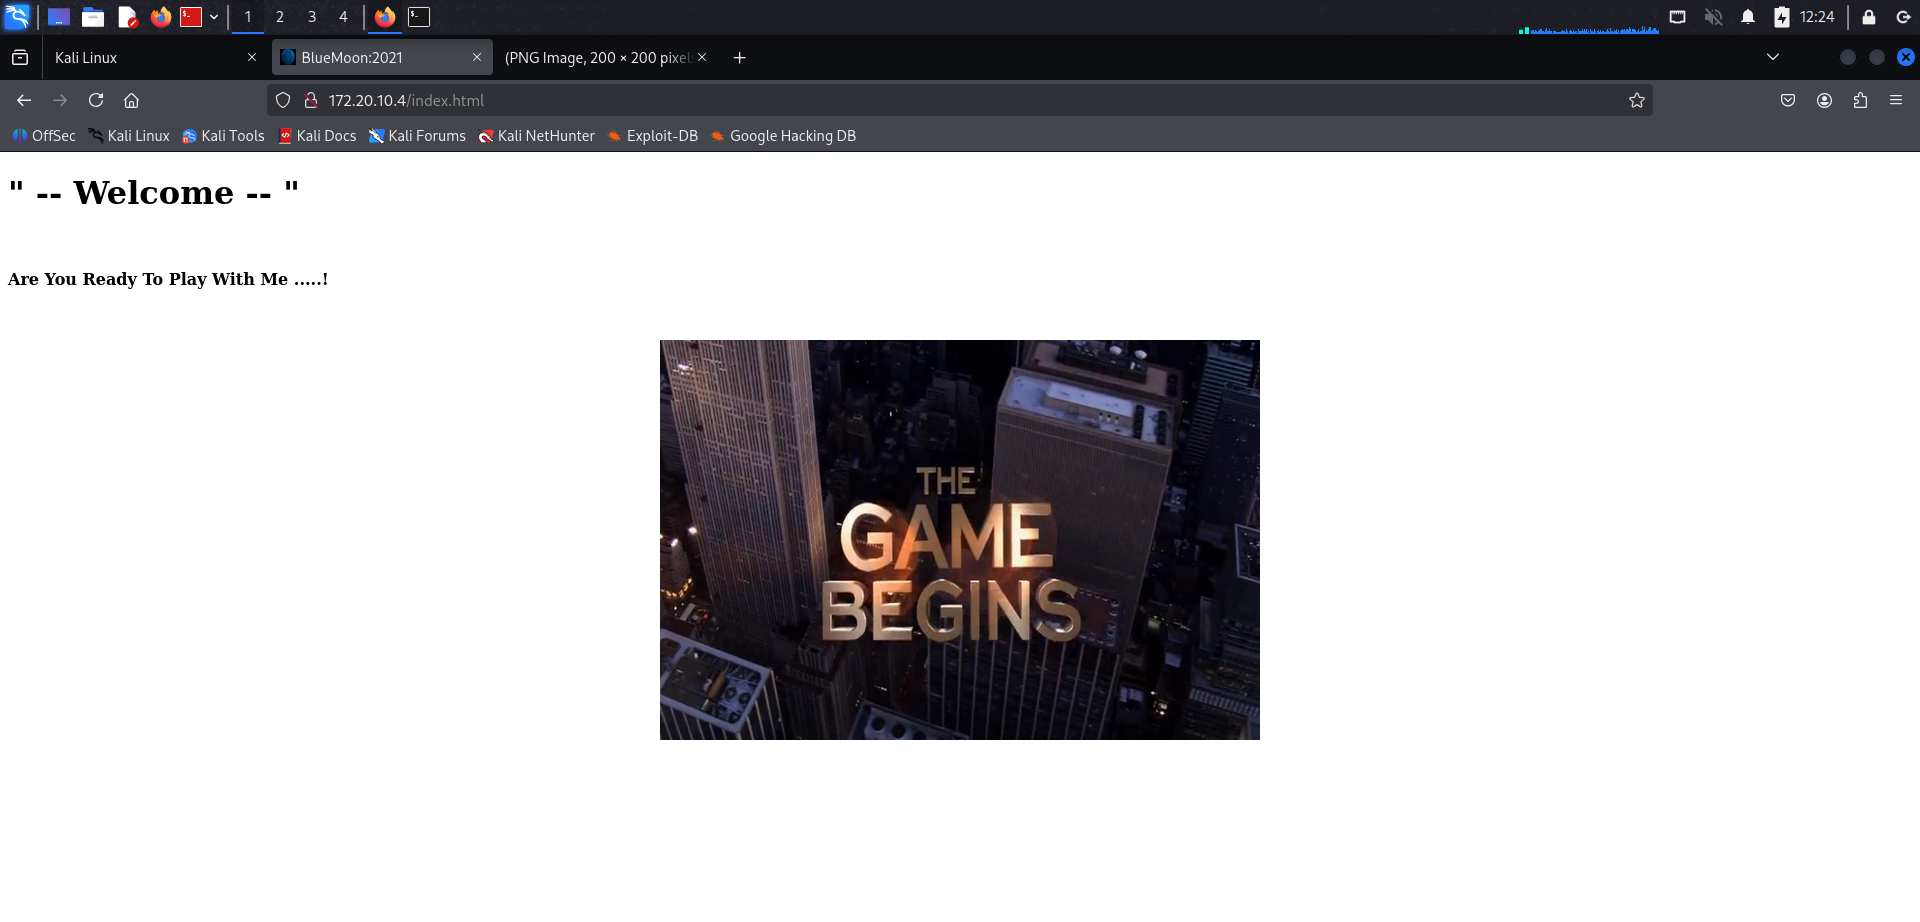 1 2 3 4 12:24
Kali Linux BlueMoon:2021 (PNG Image, 200 × 200 pixels
172.20.10.4/index.html
OffSec Kali Linux Kali Tools Kali Docs Kali Forums Kali NetHunter Exploit-DB Google Hacking DB
" -- Welcome -- "
Are You Ready To Play With Me .....!
THE
GAME
BEGINS